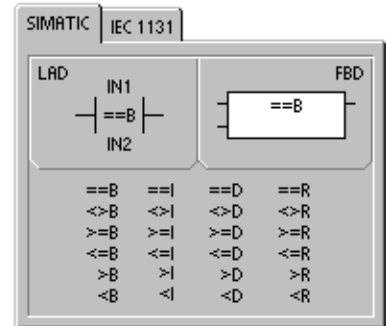 SIMATIC IEC 1131
LAD FBD
IN1
==B ==B
IN2
==B ==I ==D ==R
<>B <>I <>D <>R
>=B >=I >=D >=R
<=B <=I <=D <=R
>B >I >D >R
<B <I <D <R